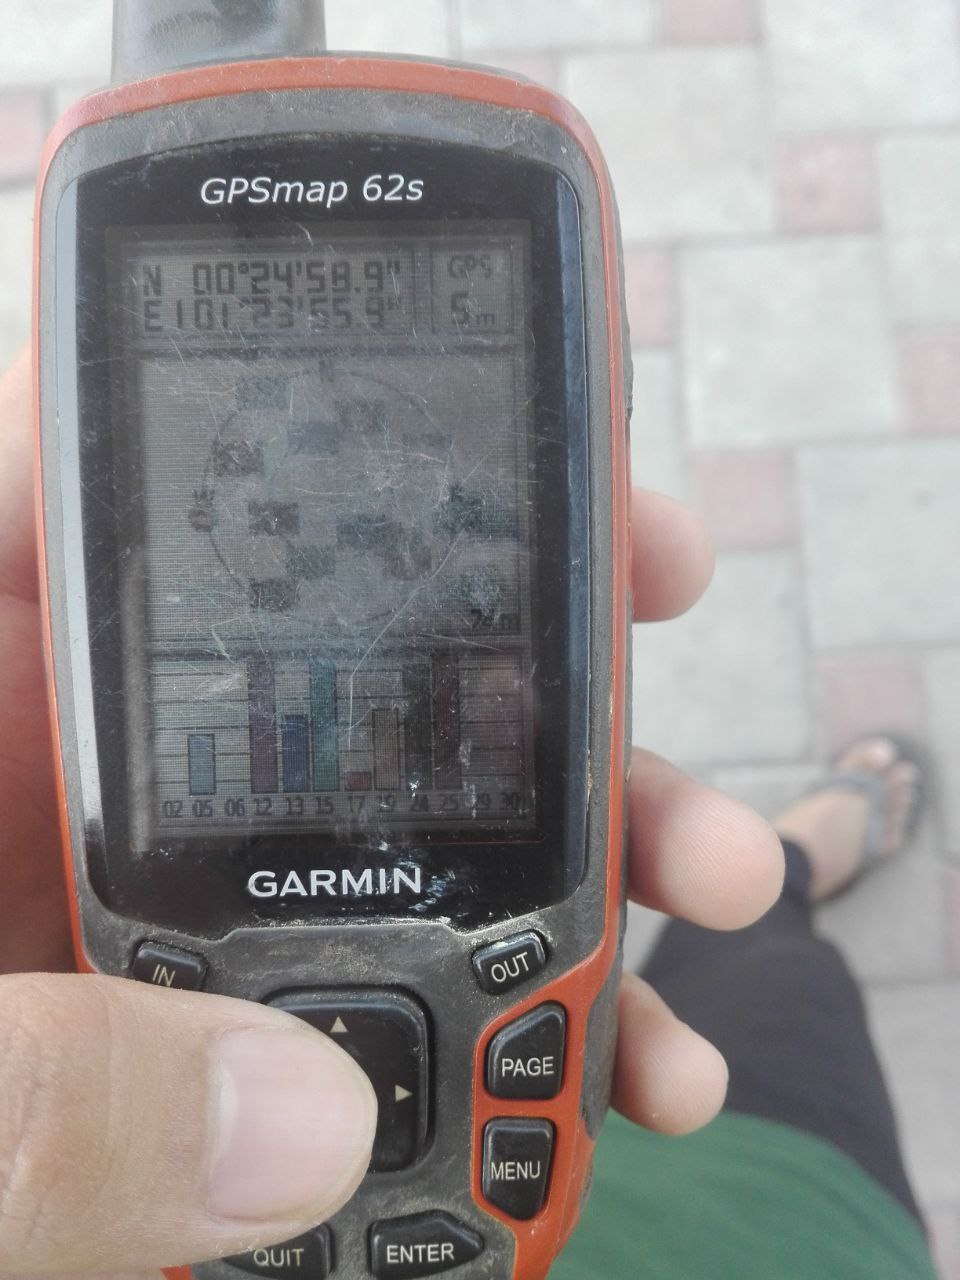 GPSmap 62s
N 00°24'58.9" GPS
E101°23'55.9" 5m
W
02 05 06 12 13 15 17 19 24 25 29 30
GARMIN
IN OUT
PAGE
MENU
QUIT ENTER